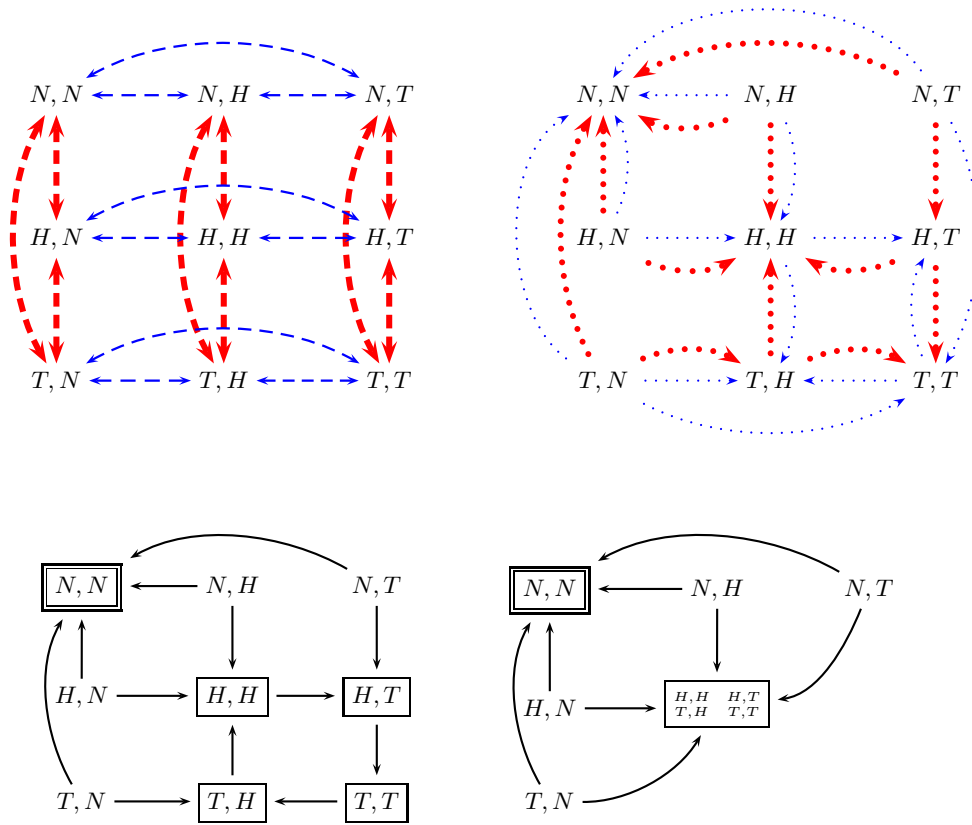 N, N N, H N, T
H, N H, H H, T
T, N T, H T, T
N, N N, H N, T
H, N H, H H, T
T, N T, H T, T
N, N N, H N, T
H, N H, H H, T
T, N T, H T, T
N, N N, H N, T
H, N
H, H H, T
T, H T, T
T, N